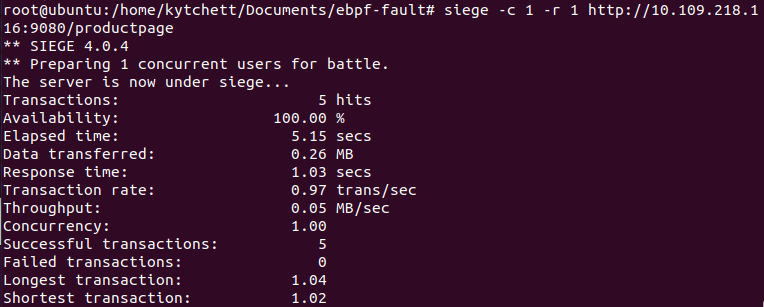 root@ubuntu:/home/kytchett/Documents/ebpf-fault# siege -c 1 -r 1 http://10.109.218.1
16:9080/productpage
** SIEGE 4.0.4
** Preparing 1 concurrent users for battle.
The server is now under siege...
Transactions: 5 hits
Availability: 100.00 %
Elapsed time: 5.15 secs
Data transferred: 0.26 MB
Response time: 1.03 secs
Transaction rate: 0.97 trans/sec
Throughput: 0.05 MB/sec
Concurrency: 1.00
Successful transactions: 5
Failed transactions: 0
Longest transaction: 1.04
Shortest transaction: 1.02